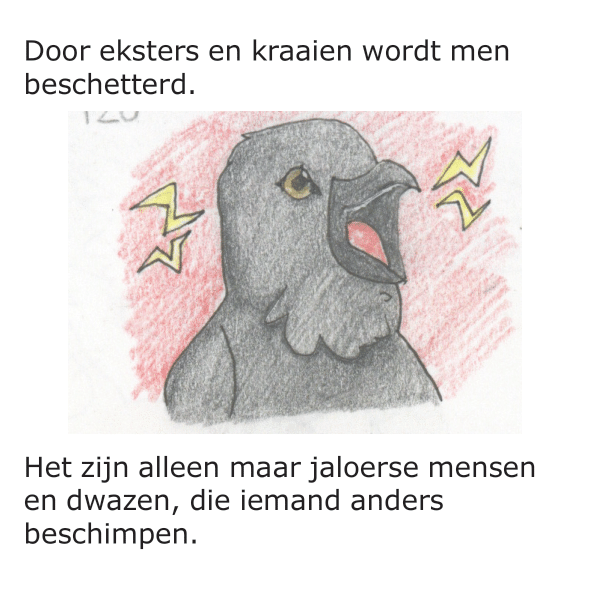 Door eksters en kraaien wordt men
beschetterd.
Het zijn alleen maar jaloerse mensen
en dwazen, die iemand anders
beschimpen.